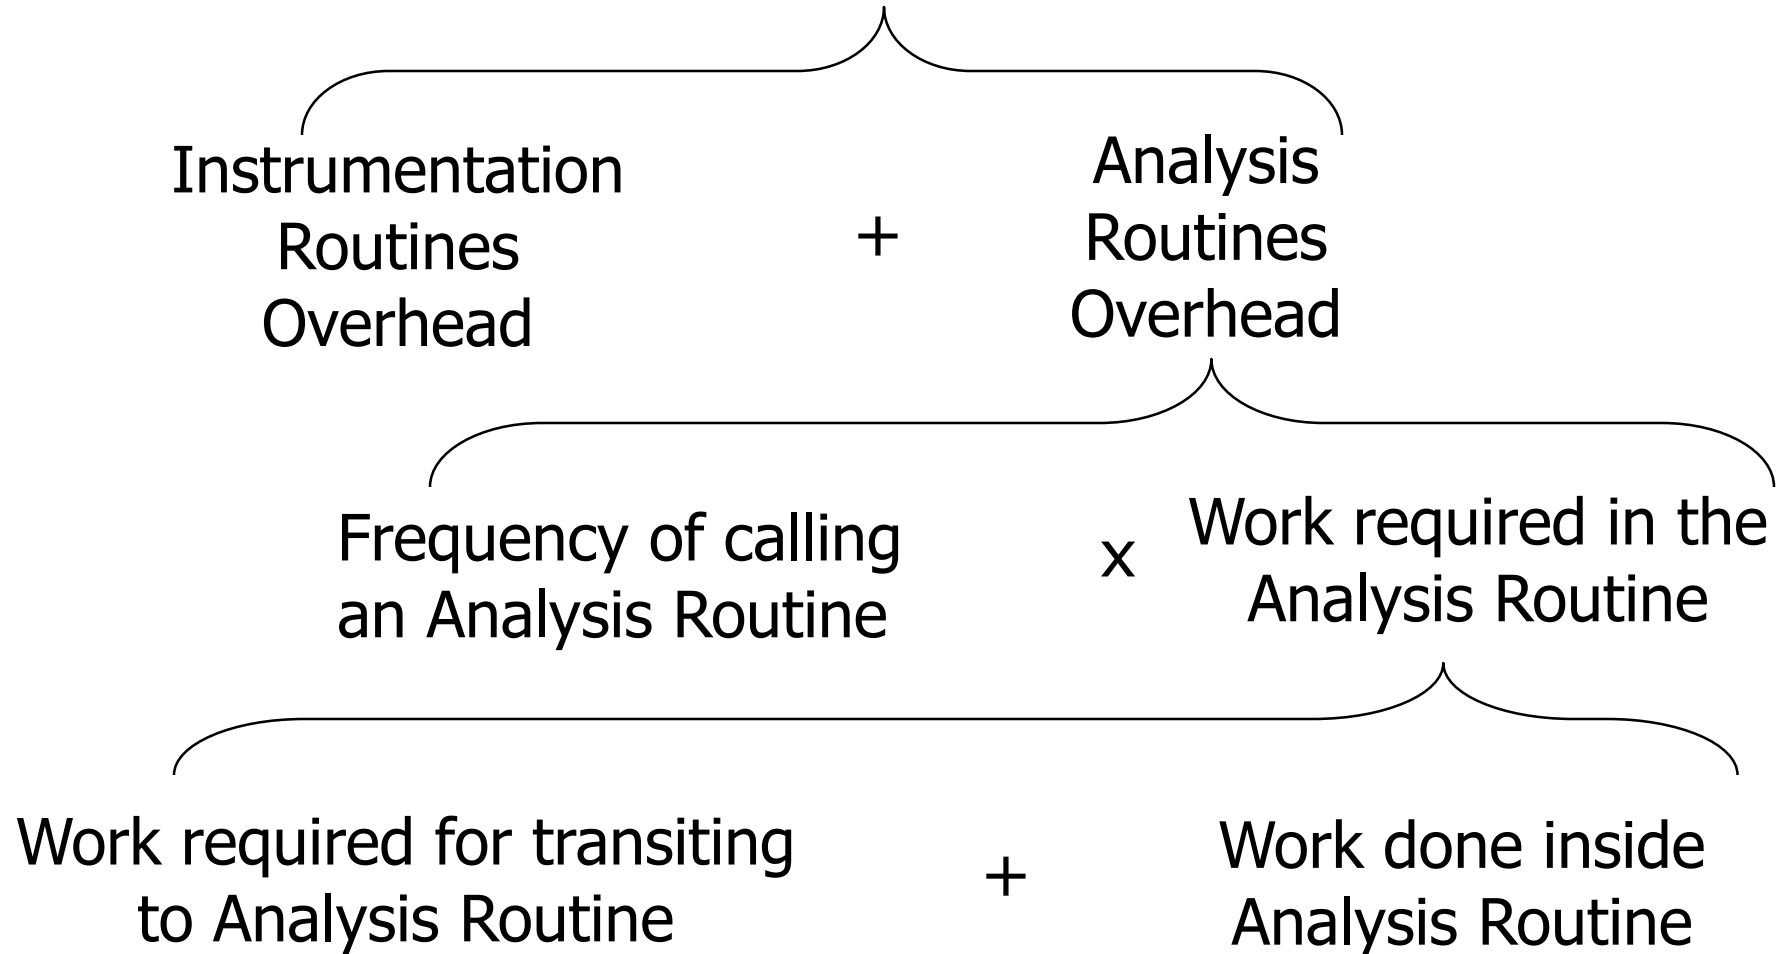 Instrumentation
Routines
Overhead
+
Analysis
Routines
Overhead
Frequency of calling
an Analysis Routine
x
Work required in the
Analysis Routine
Work required for transiting
to Analysis Routine
+
Work done inside
Analysis Routine